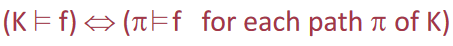 (K ⊨ f) ⇔ (π⊨f for each path π of K)